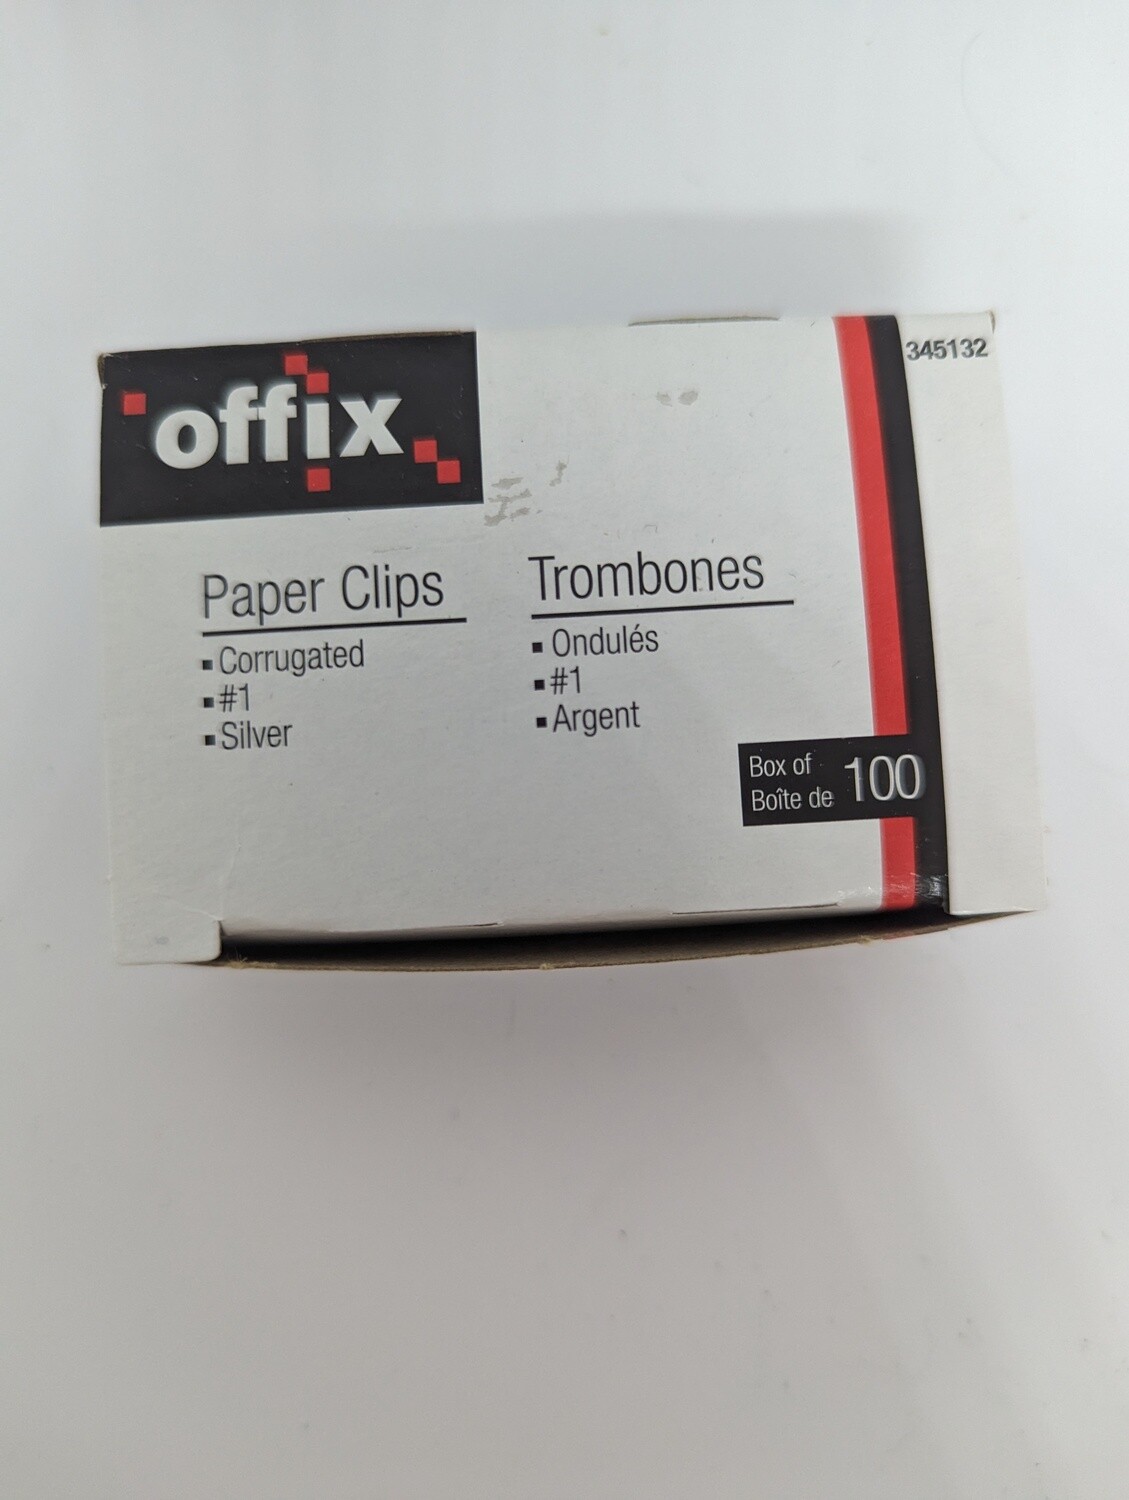 offix
345132
Paper Clips
▪ Corrugated
▪ #1
▪ Silver
Trombones
▪ Ondulés
▪ #1
▪ Argent
Box of
Boîte de
100